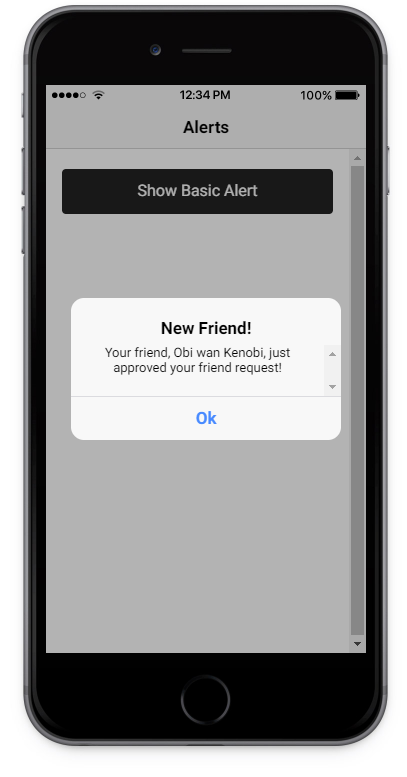 12:34 PM 100%
Alerts
Show Basic Alert
New Friend!
Your friend, Obi wan Kenobi, just
approved your friend request!
Ok